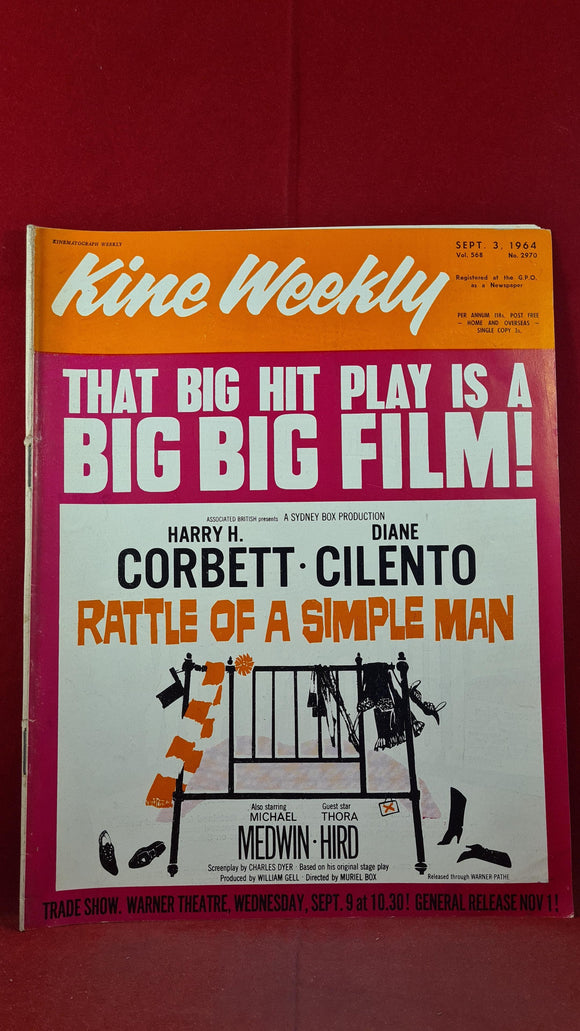 KINEMATOGRAPH WEEKLY
Kine Weekly
SEPT. 3, 1964
Vol. 568 No. 2970
Registered at the G.P.O.
as a Newspaper
PER ANNUM 158s. POST FREE
— HOME AND OVERSEAS —
SINGLE COPY 3s.
THAT BIG HIT PLAY IS A
BIG BIG FILM!
ASSOCIATED BRITISH presents A SYDNEY BOX PRODUCTION
HARRY H. DIANE
CORBETT · CILENTO
RATTLE OF A SIMPLE MAN
Also starring Guest star
MICHAEL THORA
MEDWIN · HIRD
Screenplay by CHARLES DYER · Based on his original stage play
Produced by WILLIAM GELL · Directed by MURIEL BOX
Released through WARNER-PATHE
TRADE SHOW. WARNER THEATRE, WEDNESDAY, SEPT. 9 at 10.30! GENERAL RELEASE NOV 1!